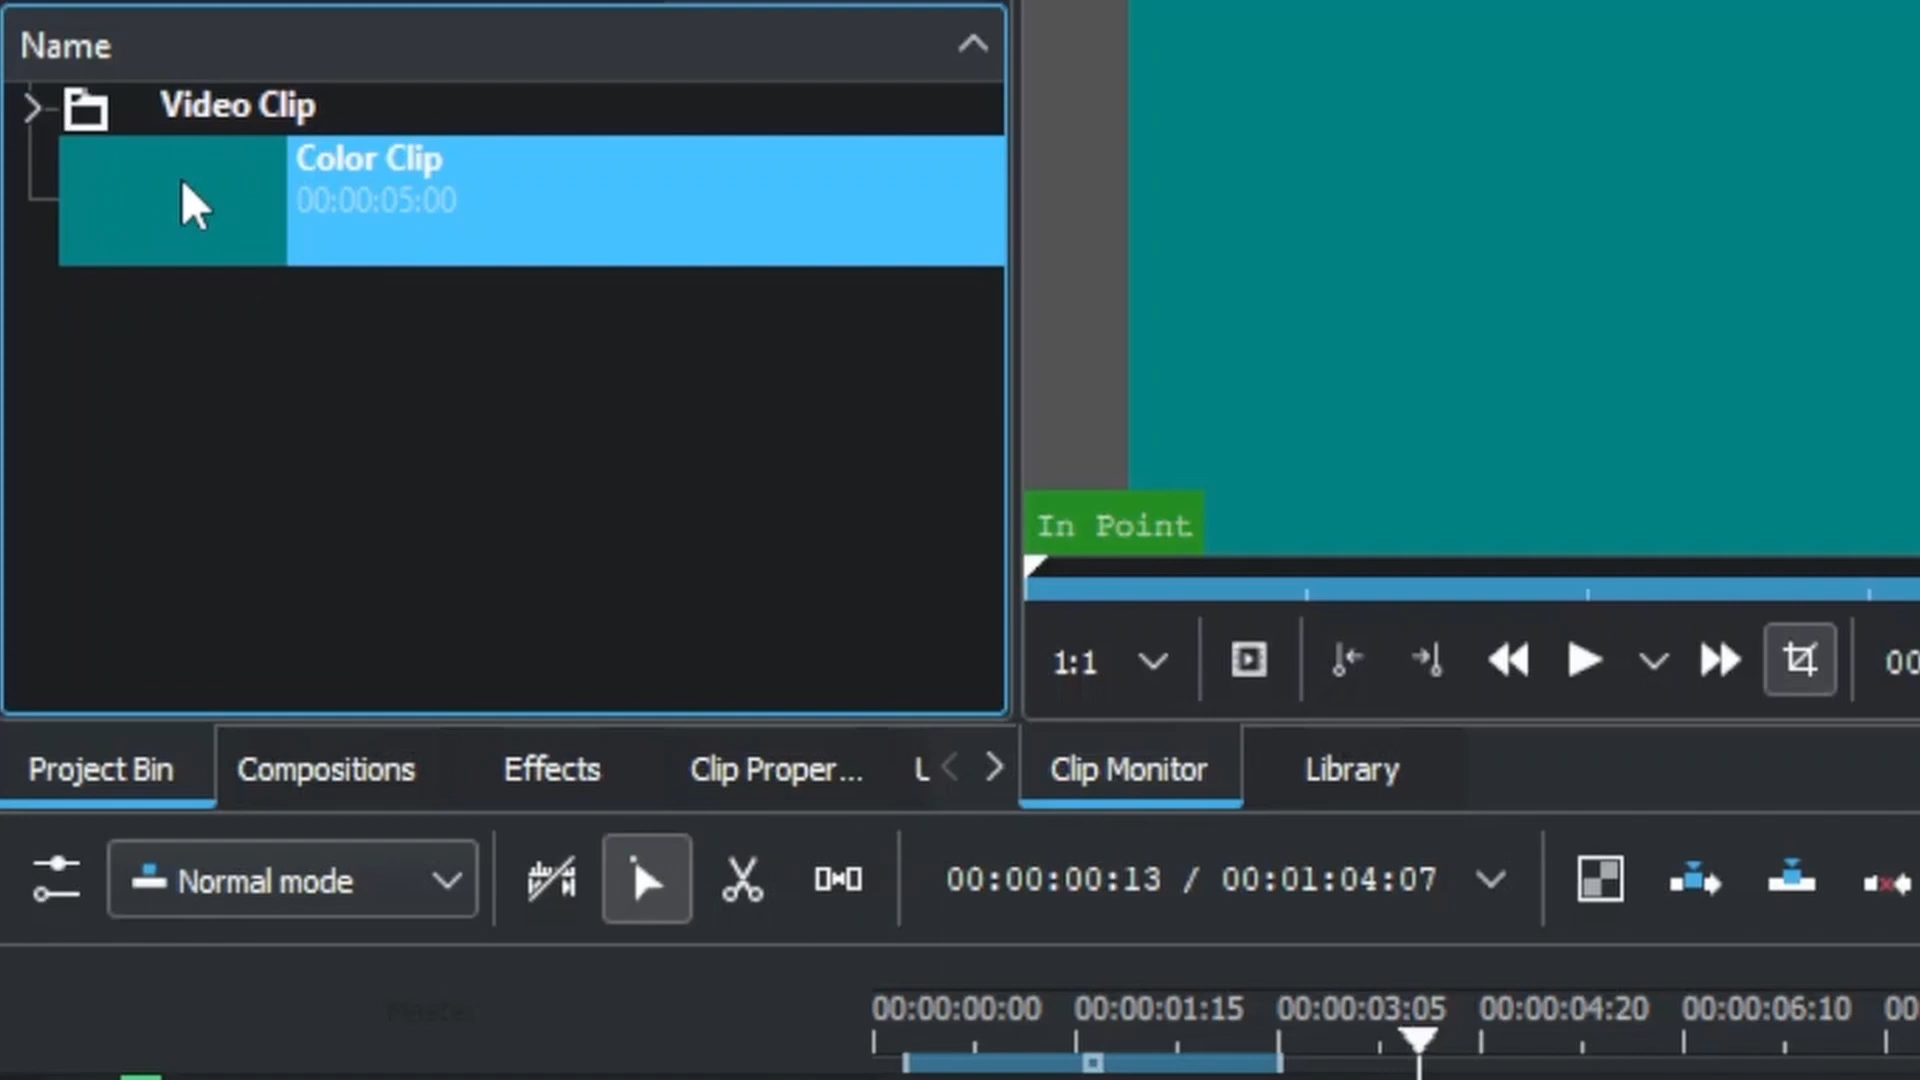 Name
Video Clip
Color Clip
00:00:05:00
In Point
1:1
00
Project Bin
Compositions
Effects
Clip Proper...
Clip Monitor
Library
Normal mode
00:00:00:13 / 00:01:04:07
00:00:00:00
00:00:01:15
00:00:03:05
00:00:04:20
00:00:06:10
00